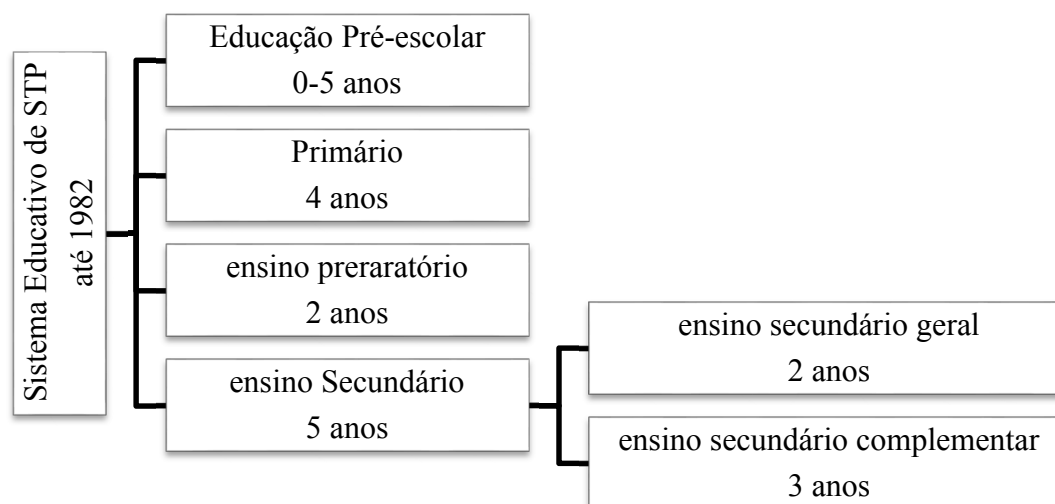 Sistema Educativo de STP
até 1982
Educação Pré-escolar
0-5 anos
Primário
4 anos
ensino preraratório
2 anos
ensino Secundário
5 anos
ensino secundário geral
2 anos
ensino secundário complementar
3 anos